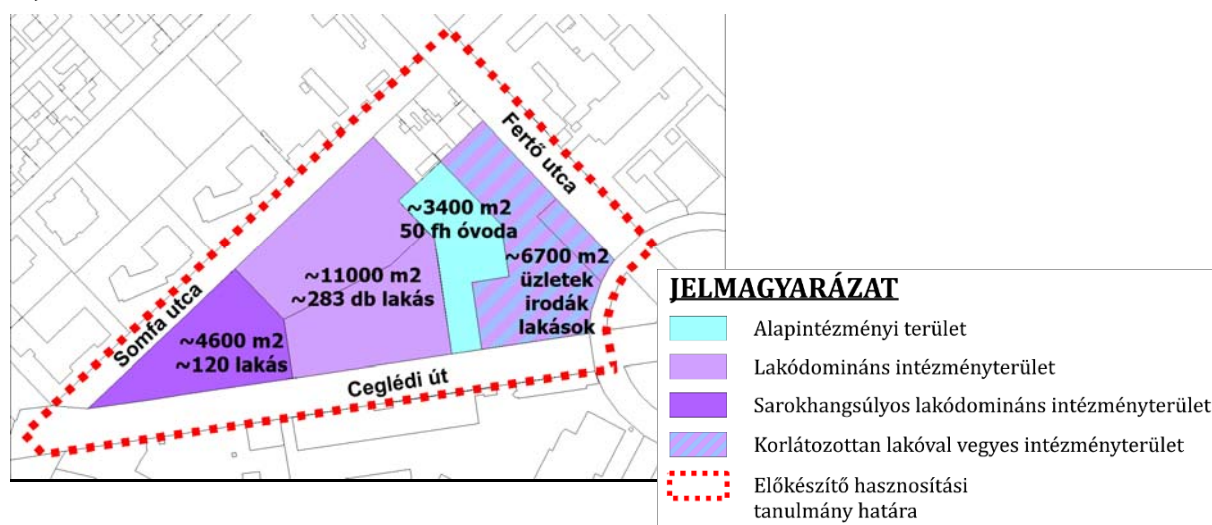 Fertő utca
~3400 m2
50 fh óvoda
~6700 m2
üzletek
irodák
lakások
~11000 m2
~283 db lakás
Somfa utca
~4600 m2
~120 lakás
Ceglédi út
JELMAGYARÁZAT
Alapintézményi terület
Lakódomináns intézményterület
Sarokhangsúlyos lakódomináns intézményterület
Korlátozottan lakóval vegyes intézményterület
Előkészítő hasznosítási
tanulmány határa